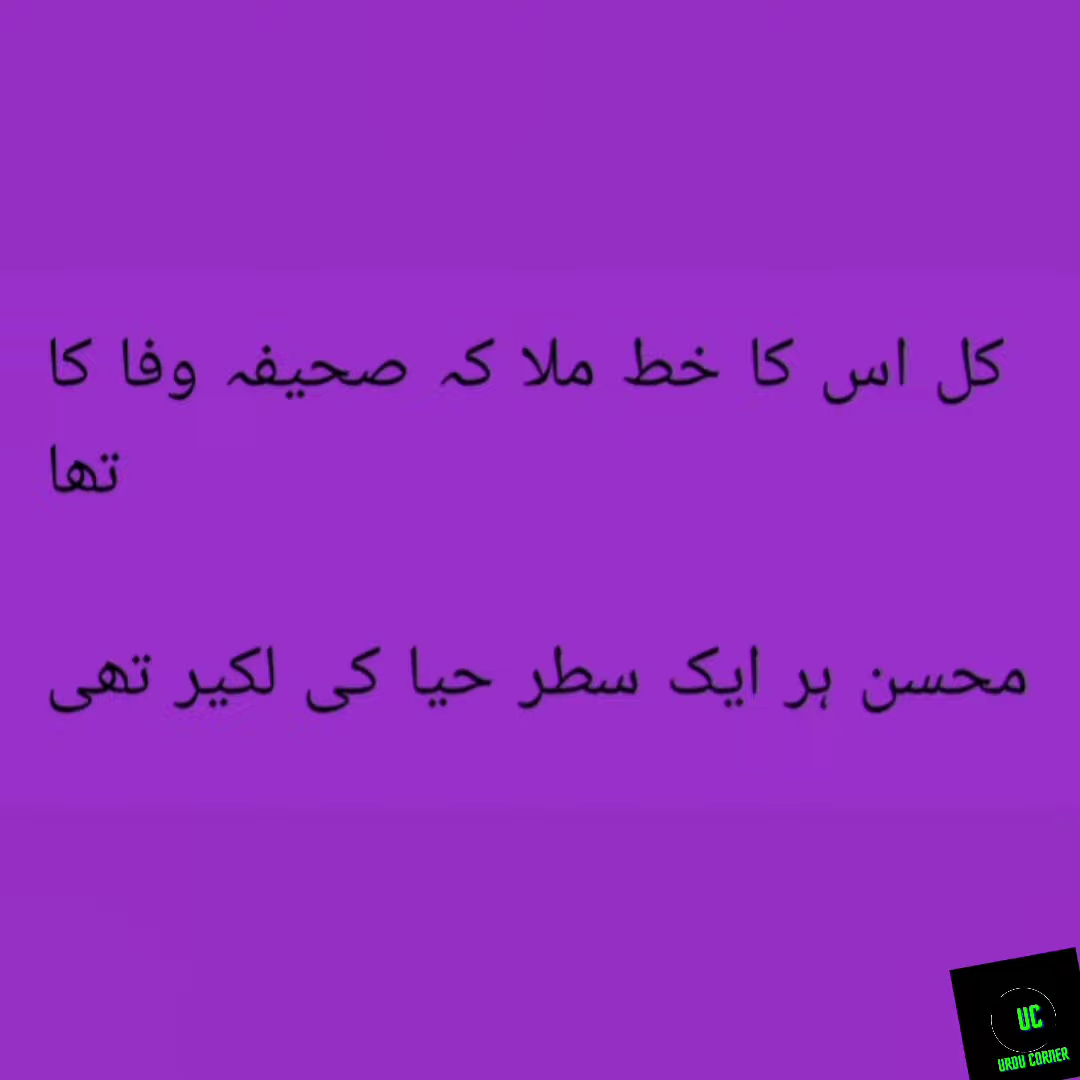 کل اس کا خط ملا کہ صحیفہ وفا کا
تھا
محسن ہر ایک سطر حیا کی لکیر تھی
UC
URDU CORNER